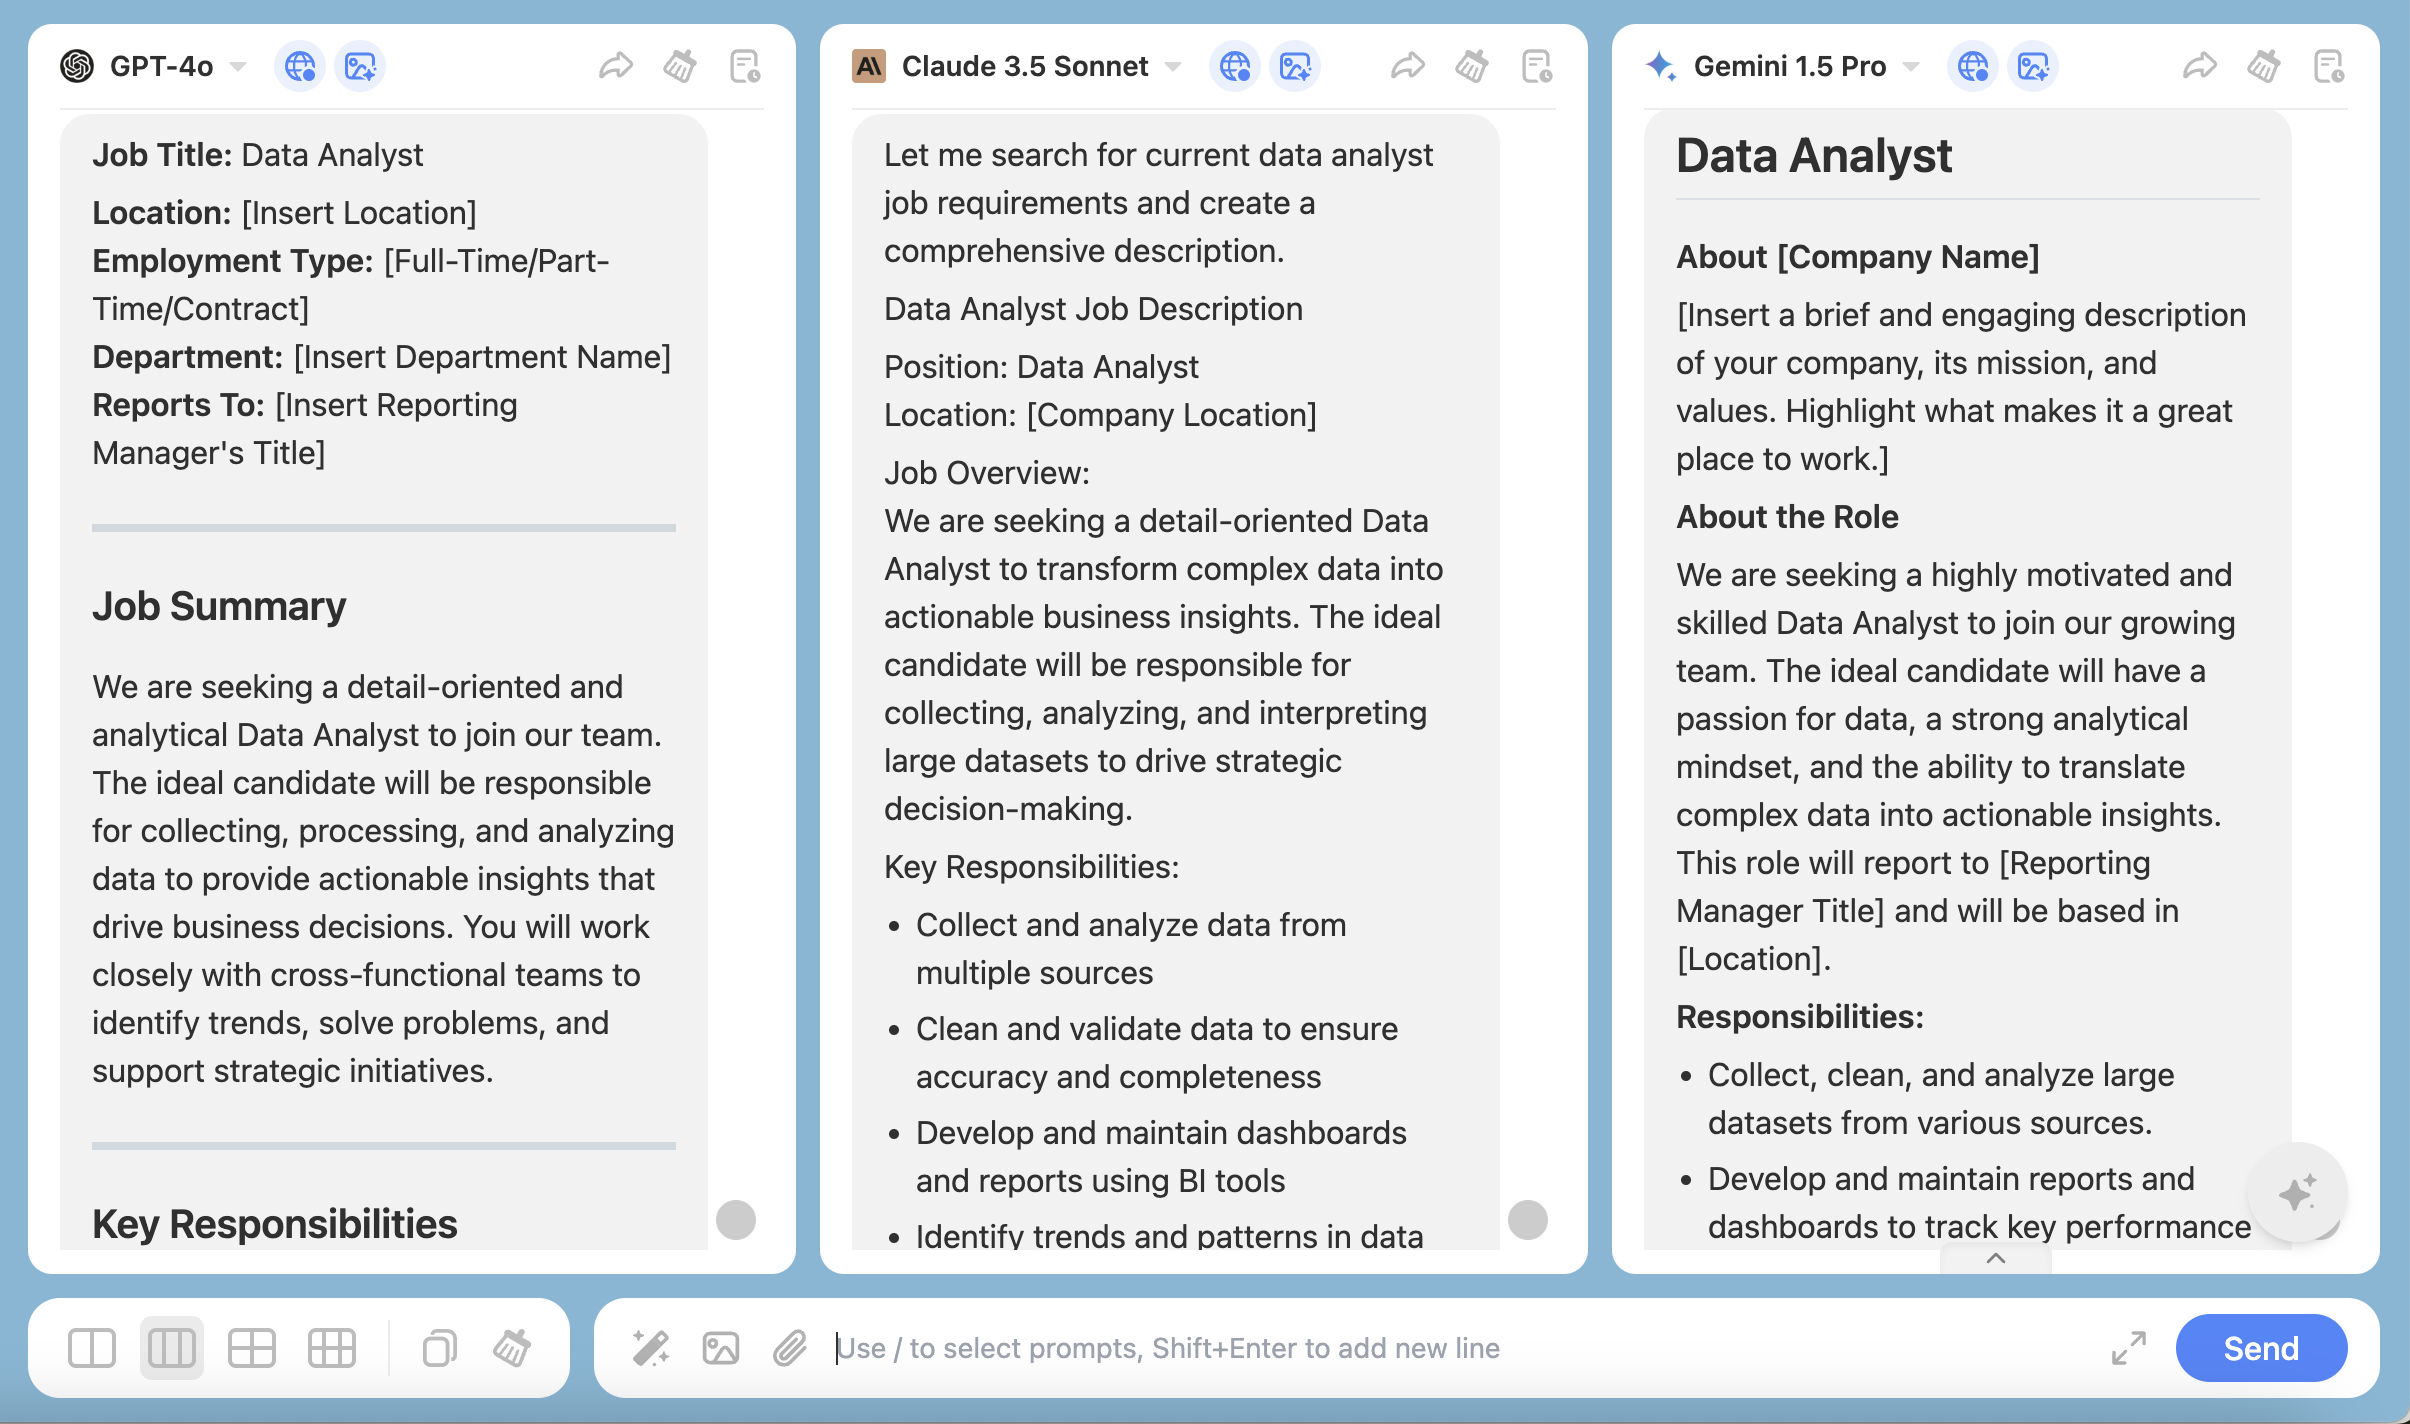 GPT-4o
Job Title: Data Analyst
Location: [Insert Location]
Employment Type: [Full-Time/Part-
Time/Contract]
Department: [Insert Department Name]
Reports To: [Insert Reporting
Manager's Title]
Job Summary
We are seeking a detail-oriented and
analytical Data Analyst to join our team.
The ideal candidate will be responsible
for collecting, processing, and analyzing
data to provide actionable insights that
drive business decisions. You will work
closely with cross-functional teams to
identify trends, solve problems, and
support strategic initiatives.
Key Responsibilities
Claude 3.5 Sonnet
Let me search for current data analyst
job requirements and create a
comprehensive description.
Data Analyst Job Description
Position: Data Analyst
Location: [Company Location]
Job Overview:
We are seeking a detail-oriented Data
Analyst to transform complex data into
actionable business insights. The ideal
candidate will be responsible for
collecting, analyzing, and interpreting
large datasets to drive strategic
decision-making.
Key Responsibilities:
• Collect and analyze data from
multiple sources
• Clean and validate data to ensure
accuracy and completeness
• Develop and maintain dashboards
and reports using BI tools
• Identify trends and patterns in data
Gemini 1.5 Pro
Data Analyst
About [Company Name]
[Insert a brief and engaging description
of your company, its mission, and
values. Highlight what makes it a great
place to work.]
About the Role
We are seeking a highly motivated and
skilled Data Analyst to join our growing
team. The ideal candidate will have a
passion for data, a strong analytical
mindset, and the ability to translate
complex data into actionable insights.
This role will report to [Reporting
Manager Title] and will be based in
[Location].
Responsibilities:
• Collect, clean, and analyze large
datasets from various sources.
• Develop and maintain reports and
dashboards to track key performance
Use / to select prompts, Shift+Enter to add new line
Send